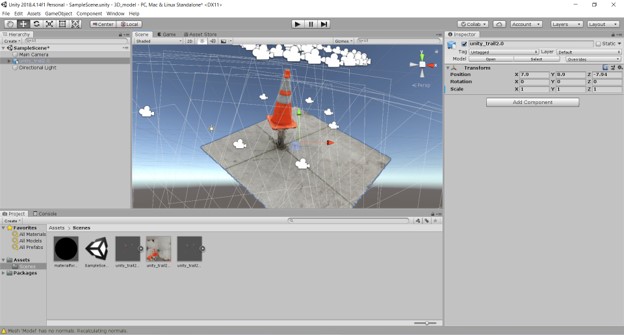 Unity 2018.4.14f1 Personal - SampleScene.unity - 3D_model - PC, Mac & Linux Standalone* <DX11>
File Edit Assets GameObject Component Window Help
Center Local
Collab Account Layers Layout
Hierarchy
Create
SampleScene*
Main Camera
Directional Light
Scene Game Asset Store
Shaded 2D Gizmos
Persp
Inspector
unity_trail2.0 Static
Tag Untagged Layer Default
Model Open Select Overrides
Transform
Position X 7.9 Y 8.9 Z -7.04
Rotation X 0 Y 0 Z 0
Scale X 1 Y 1 Z 1
Add Component
Project Console
Create
Favorites
All Materials
All Models
All Prefabs
Assets
Scenes
Packages
Assets Scenes
SampleSce...
unity_trail2...
unity_trail2...
unity_trail2...
Mesh 'Model' has no normals. Recalculating normals.